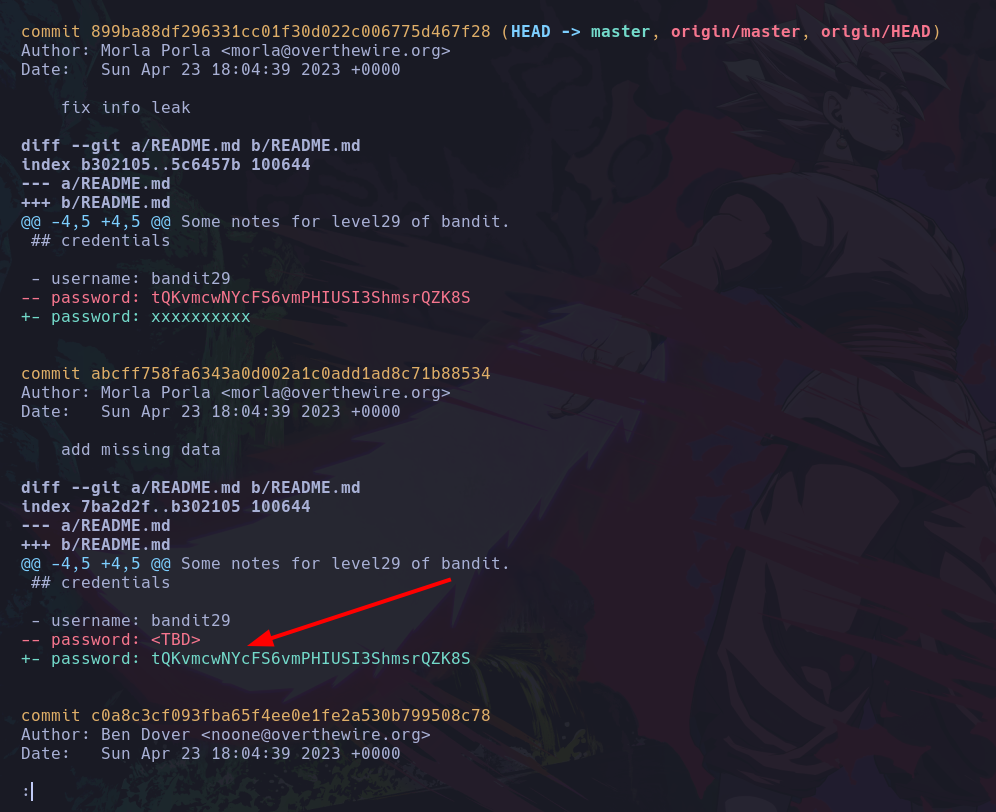 commit 899ba88df296331cc01f30d022c006775d467f28 (HEAD -> master, origin/master, origin/HEAD)
Author: Morla Porla <morla@overthewire.org>
Date:   Sun Apr 23 18:04:39 2023 +0000

    fix info leak

diff --git a/README.md b/README.md
index b302105..5c6457b 100644
--- a/README.md
+++ b/README.md
@@ -4,5 +4,5 @@ Some notes for level29 of bandit.
 ## credentials

 - username: bandit29
-- password: tQKvmcwNYcFS6vmPHIUSI3ShmsrQZK8S
+- password: xxxxxxxxxx


commit abcff758fa6343a0d002a1c0add1ad8c71b88534
Author: Morla Porla <morla@overthewire.org>
Date:   Sun Apr 23 18:04:39 2023 +0000

    add missing data

diff --git a/README.md b/README.md
index 7ba2d2f..b302105 100644
--- a/README.md
+++ b/README.md
@@ -4,5 +4,5 @@ Some notes for level29 of bandit.
 ## credentials

 - username: bandit29
-- password: <TBD>
+- password: tQKvmcwNYcFS6vmPHIUSI3ShmsrQZK8S


commit c0a8c3cf093fba65f4ee0e1fe2a530b799508c78
Author: Ben Dover <noone@overthewire.org>
Date:   Sun Apr 23 18:04:39 2023 +0000

: